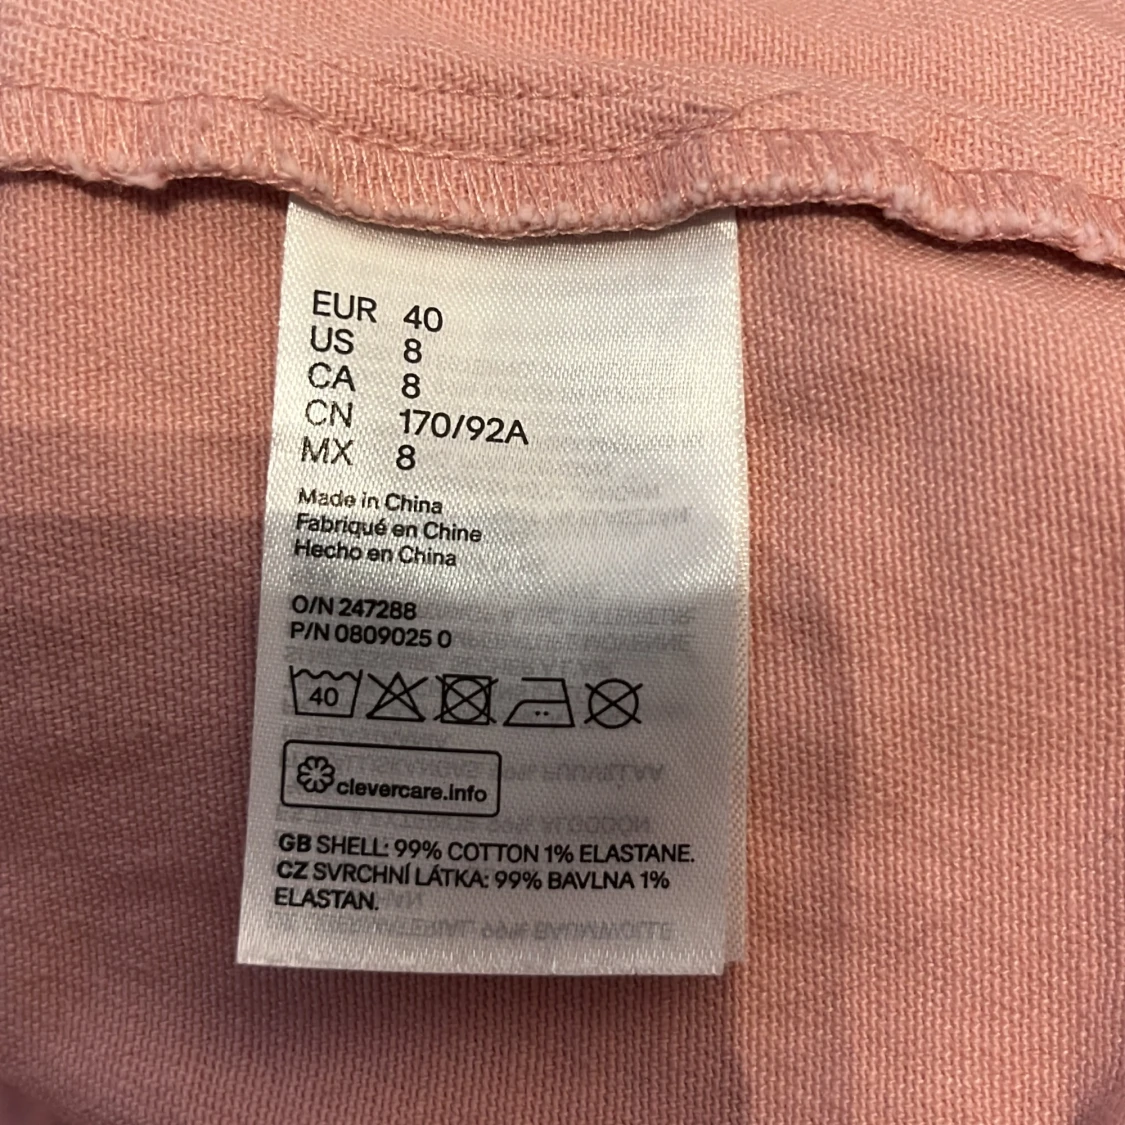 EUR 40
US 8
CA 8
CN 170/92A
MX 8
Made in China
Fabriqué en Chine
Hecho en China
O/N 247288
P/N 0809025 0
40
clevercare.info
GB SHELL: 99% COTTON 1% ELASTANE.
CZ SVRCHNÍ LÁTKA: 99% BAVLNA 1%
ELASTAN.